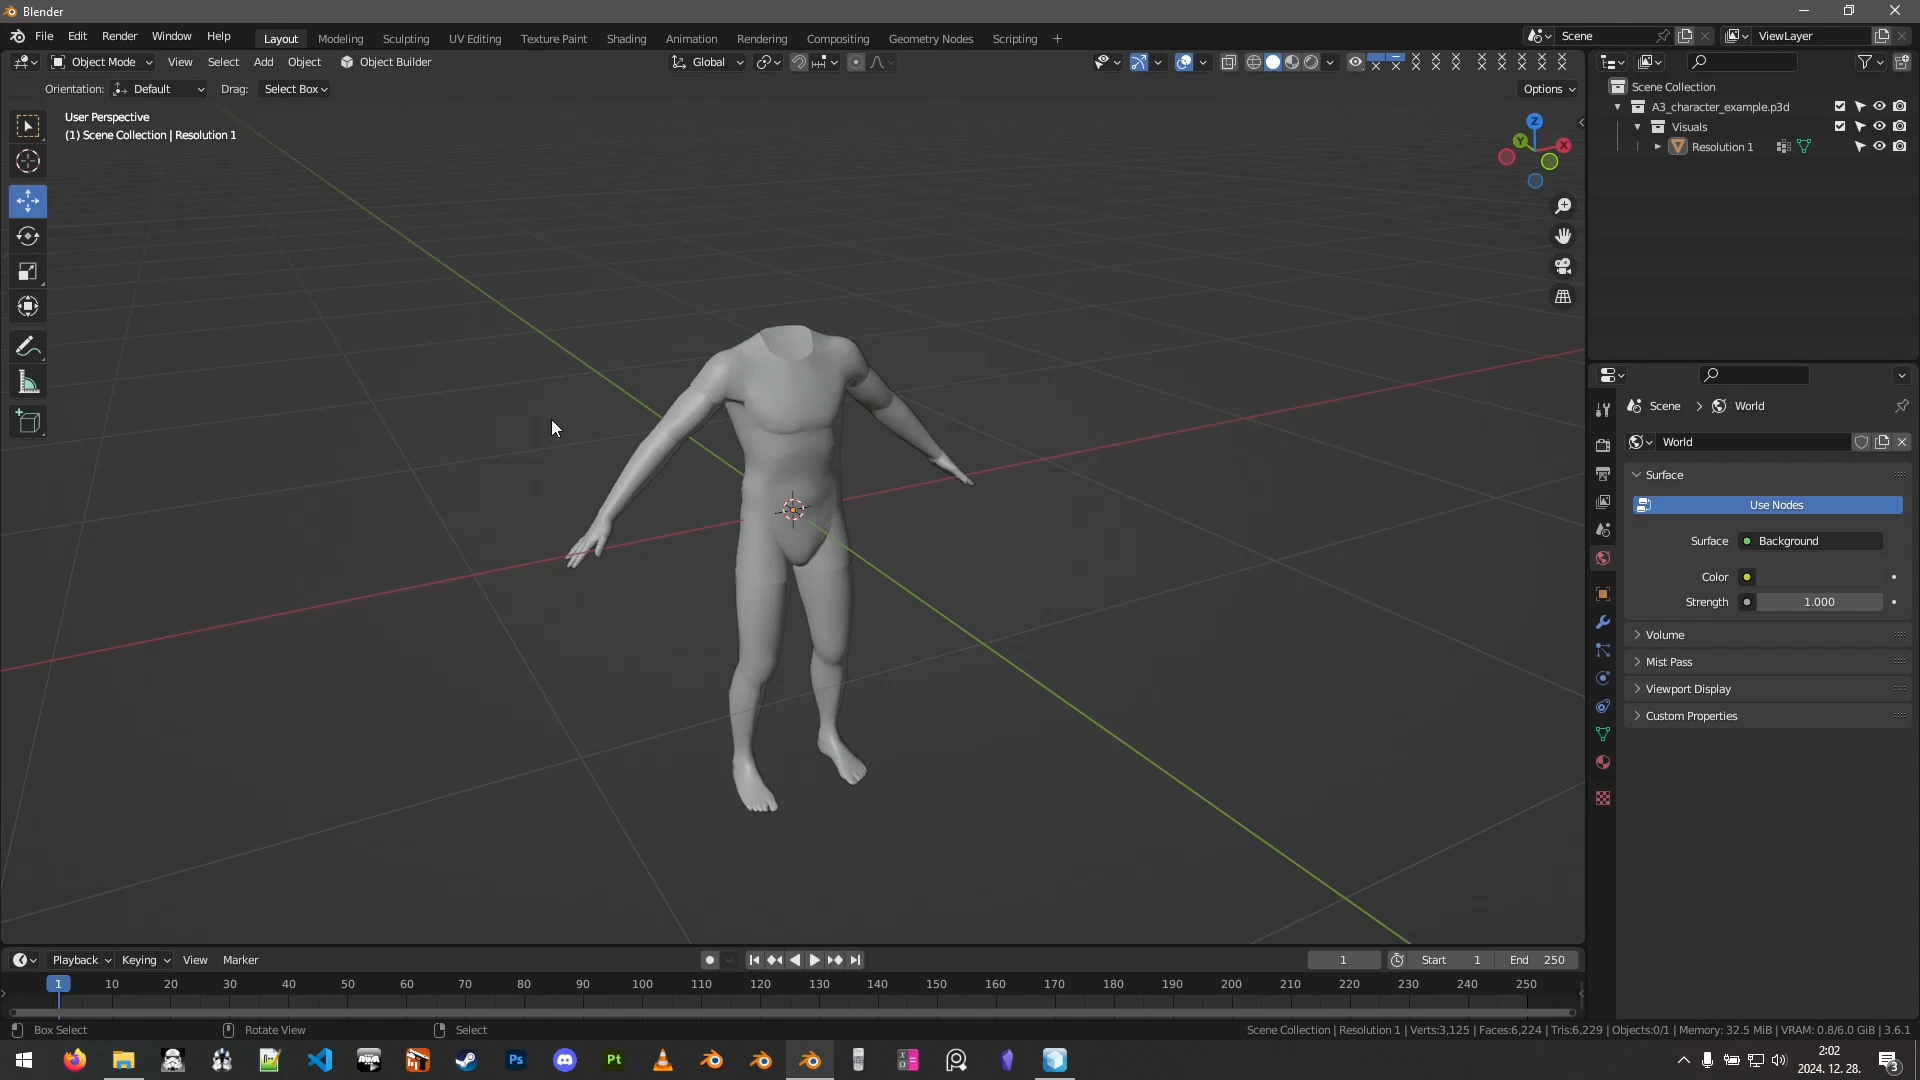 Blender
File Edit Render Window Help Layout Modeling Sculpting UV Editing Texture Paint Shading Animation Rendering Compositing Geometry Nodes Scripting + Scene ViewLayer
Object Mode View Select Add Object Object Builder Global
Orientation: Default Drag: Select Box Options
User Perspective
(1) Scene Collection | Resolution 1
Z
Y
X
Scene Collection
A3_character_example.p3d
Visuals
Resolution 1
Scene > World
World
Surface
Use Nodes
Surface Background
Color
Strength 1.000
Volume
Mist Pass
Viewport Display
Custom Properties
Playback Keying View Marker 1 Start 1 End 250
1 10 20 30 40 50 60 70 80 90 100 110 120 130 140 150 160 170 180 190 200 210 220 230 240 250
Box Select Rotate View Select Scene Collection | Resolution 1 | Verts:3,125 | Faces:6,224 | Tris:6,229 | Objects:0/1 | Memory: 32.5 MiB | VRAM: 0.8/6.0 GiB | 3.6.1
Ps Pt
2:02
2024. 12. 28.
3